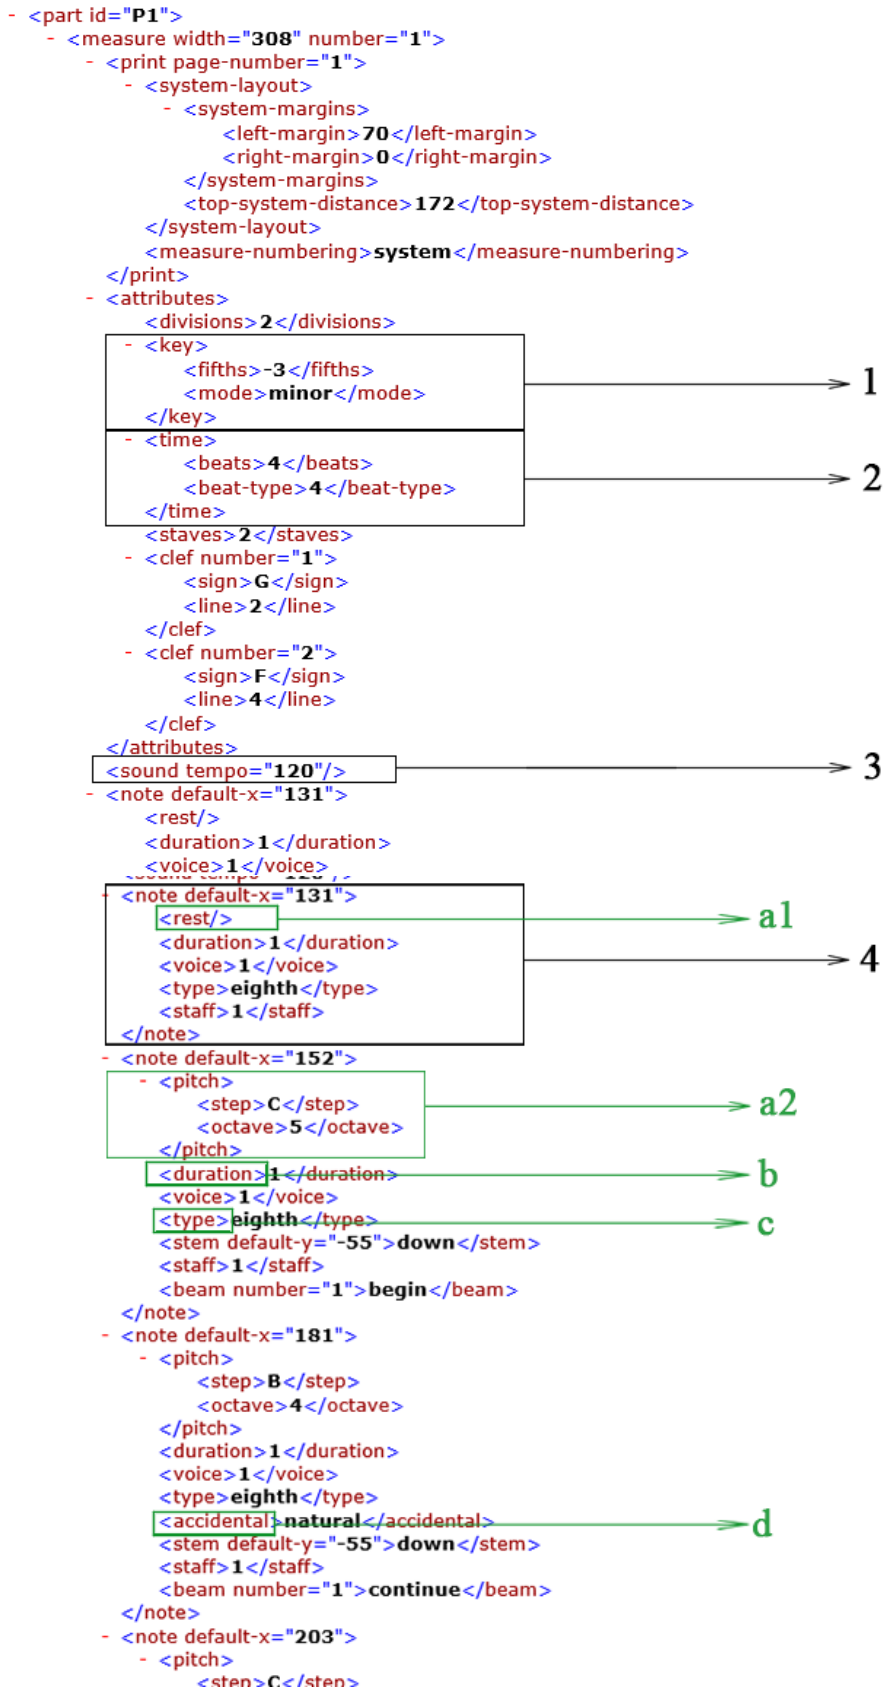 - <part id="P1">
- <measure width="308" number="1">
- <print page-number="1">
- <system-layout>
- <system-margins>
<left-margin>70</left-margin>
<right-margin>0</right-margin>
</system-margins>
<top-system-distance>172</top-system-distance>
</system-layout>
<measure-numbering>system</measure-numbering>
</print>
- <attributes>
<divisions>2</divisions>
- <key>
<fifths>-3</fifths>
<mode>minor</mode>
1
</key>
- <time>
<beats>4</beats>
<beat-type>4</beat-type>
2
</time>
<staves>2</staves>
- <clef number="1">
<sign>G</sign>
<line>2</line>
</clef>
- <clef number="2">
<sign>F</sign>
<line>4</line>
</clef>
</attributes>
<sound tempo="120"/>
3
- <note default-x="131">
<rest/>
<duration>1</duration>
<voice>1</voice>
<sound tempo="120"/>
- <note default-x="131">
<rest/>
a1
<duration>1</duration>
<voice>1</voice>
4
<type>eighth</type>
<staff>1</staff>
</note>
- <note default-x="152">
- <pitch>
<step>C</step>
a2
<octave>5</octave>
</pitch>
<duration>1</duration>
b
<voice>1</voice>
<type>eighth</type>
c
<stem default-y="-55">down</stem>
<staff>1</staff>
<beam number="1">begin</beam>
</note>
- <note default-x="181">
- <pitch>
<step>B</step>
<octave>4</octave>
</pitch>
<duration>1</duration>
<voice>1</voice>
<type>eighth</type>
<accidental>natural</accidental>
d
<stem default-y="-55">down</stem>
<staff>1</staff>
<beam number="1">continue</beam>
</note>
- <note default-x="203">
- <pitch>
<step>C</step>